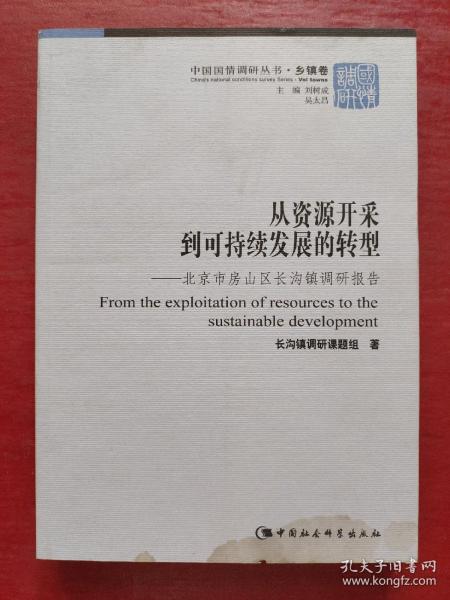 中国国情调研丛书·乡镇卷
China's national conditions survey Series · Vol towns
主 编 刘树成
吴太昌
國情
調研
从资源开采
到可持续发展的转型
——北京市房山区长沟镇调研报告
From the exploitation of resources to the
sustainable development
长沟镇调研课题组 著
中国社会科学出版社
孔夫子旧书网
www.kongfz.com